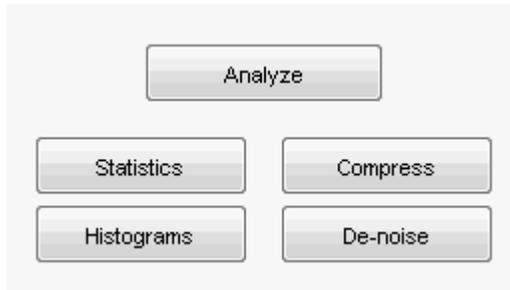 Analyze
Statistics
Compress
Histograms
De-noise